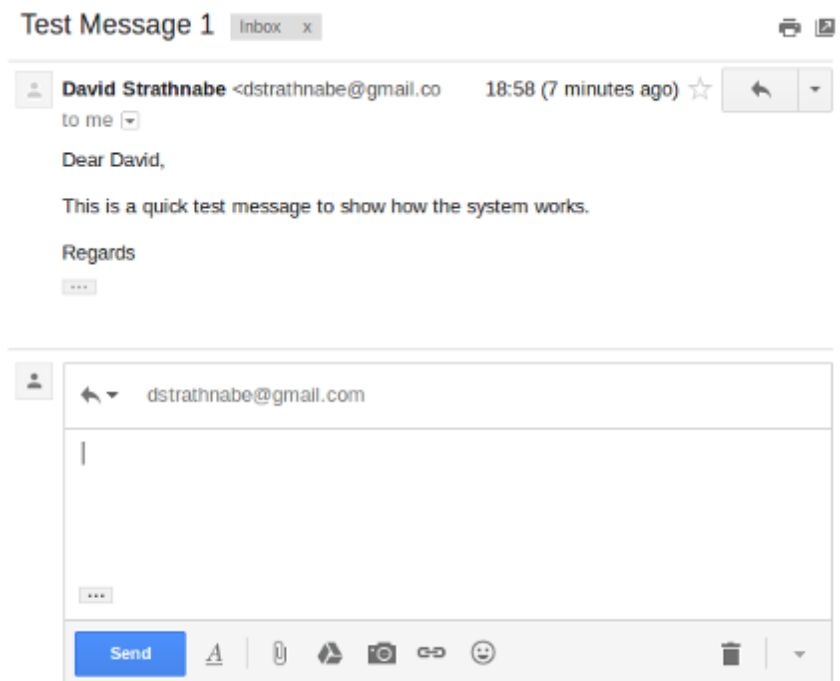 Test Message 1 Inbox x
David Strathnabe <dstrathnabe@gmail.co 18:58 (7 minutes ago)
to me
Dear David,
This is a quick test message to show how the system works.
Regards
...
dstrathnabe@gmail.com
...
Send A